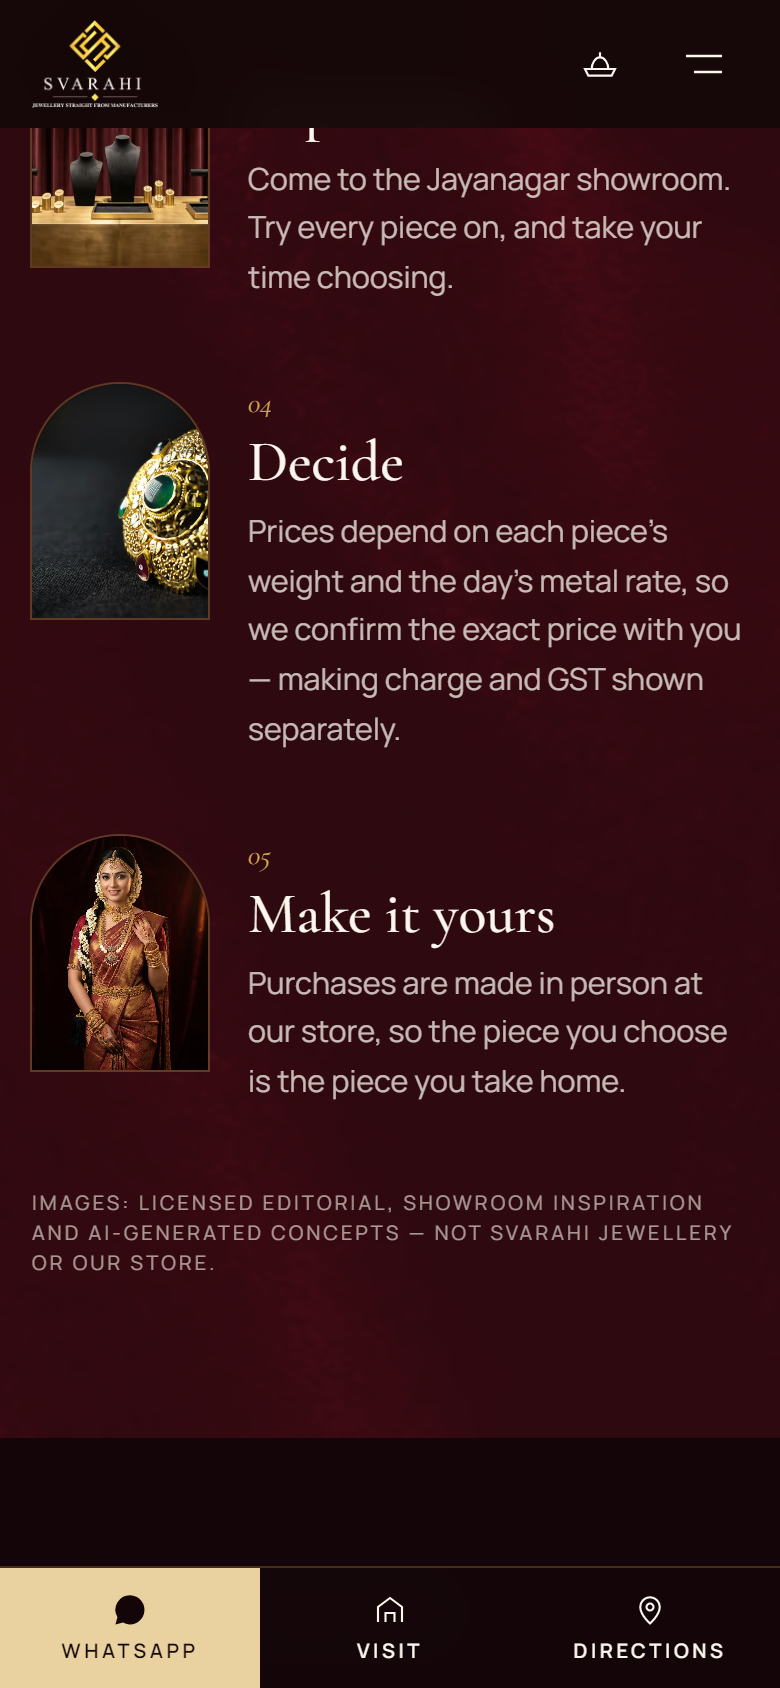 SVARAHI
JEWELLERY STRAIGHT FROM MANUFACTURERS
Come to the Jayanagar showroom.
Try every piece on, and take your
time choosing.
04
Decide
Prices depend on each piece’s
weight and the day’s metal rate, so
we confirm the exact price with you
— making charge and GST shown
separately.
05
Make it yours
Purchases are made in person at
our store, so the piece you choose
is the piece you take home.
IMAGES: LICENSED EDITORIAL, SHOWROOM INSPIRATION
AND AI-GENERATED CONCEPTS — NOT SVARAHI JEWELLERY
OR OUR STORE.
WHATSAPP
VISIT
DIRECTIONS